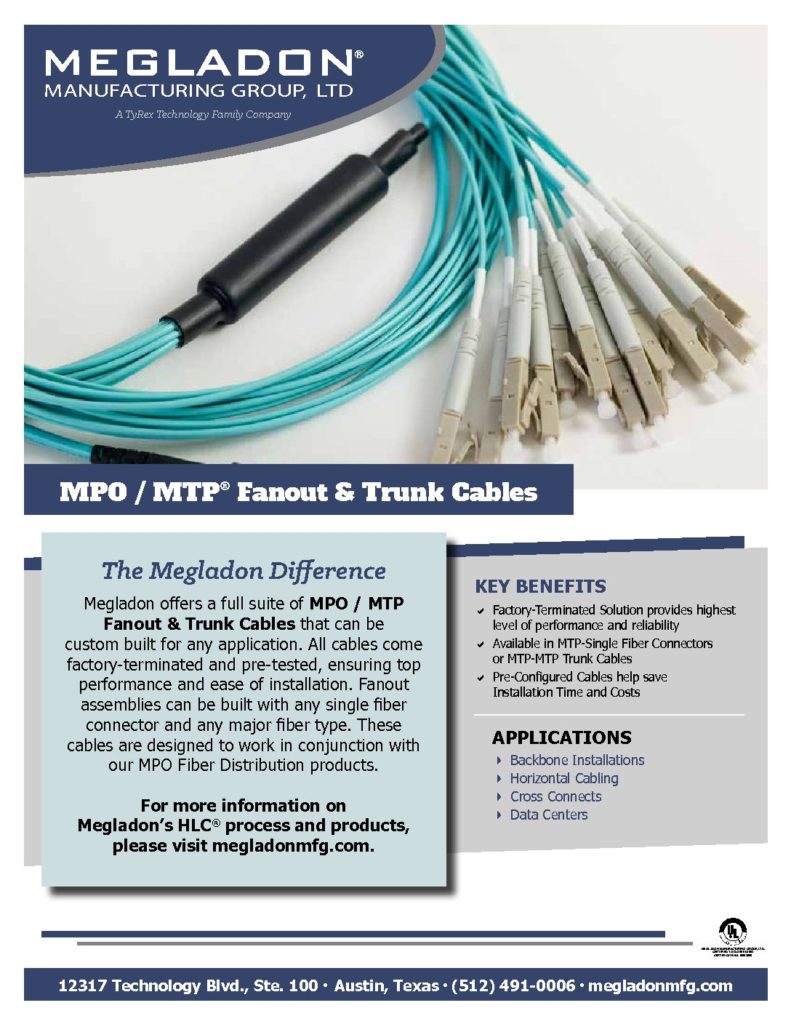 MEGLADON®
MANUFACTURING GROUP, LTD
A TyRex Technology Family Company
MPO / MTP® Fanout & Trunk Cables
The Megladon Difference
Megladon offers a full suite of MPO / MTP
Fanout & Trunk Cables that can be
custom built for any application. All cables come
factory-terminated and pre-tested, ensuring top
performance and ease of installation. Fanout
assemblies can be built with any single fiber
connector and any major fiber type. These
cables are designed to work in conjunction with
our MPO Fiber Distribution products.
For more information on
Megladon's HLC® process and products,
please visit megladonmfg.com.
KEY BENEFITS
Factory-Terminated Solution provides highest
level of performance and reliability
Available in MTP-Single Fiber Connectors
or MTP-MTP Trunk Cables
Pre-Configured Cables help save
Installation Time and Costs
APPLICATIONS
Backbone Installations
Horizontal Cabling
Cross Connects
Data Centers
UL
12317 Technology Blvd., Ste. 100 · Austin, Texas · (512) 491-0006 · megladonmfg.com